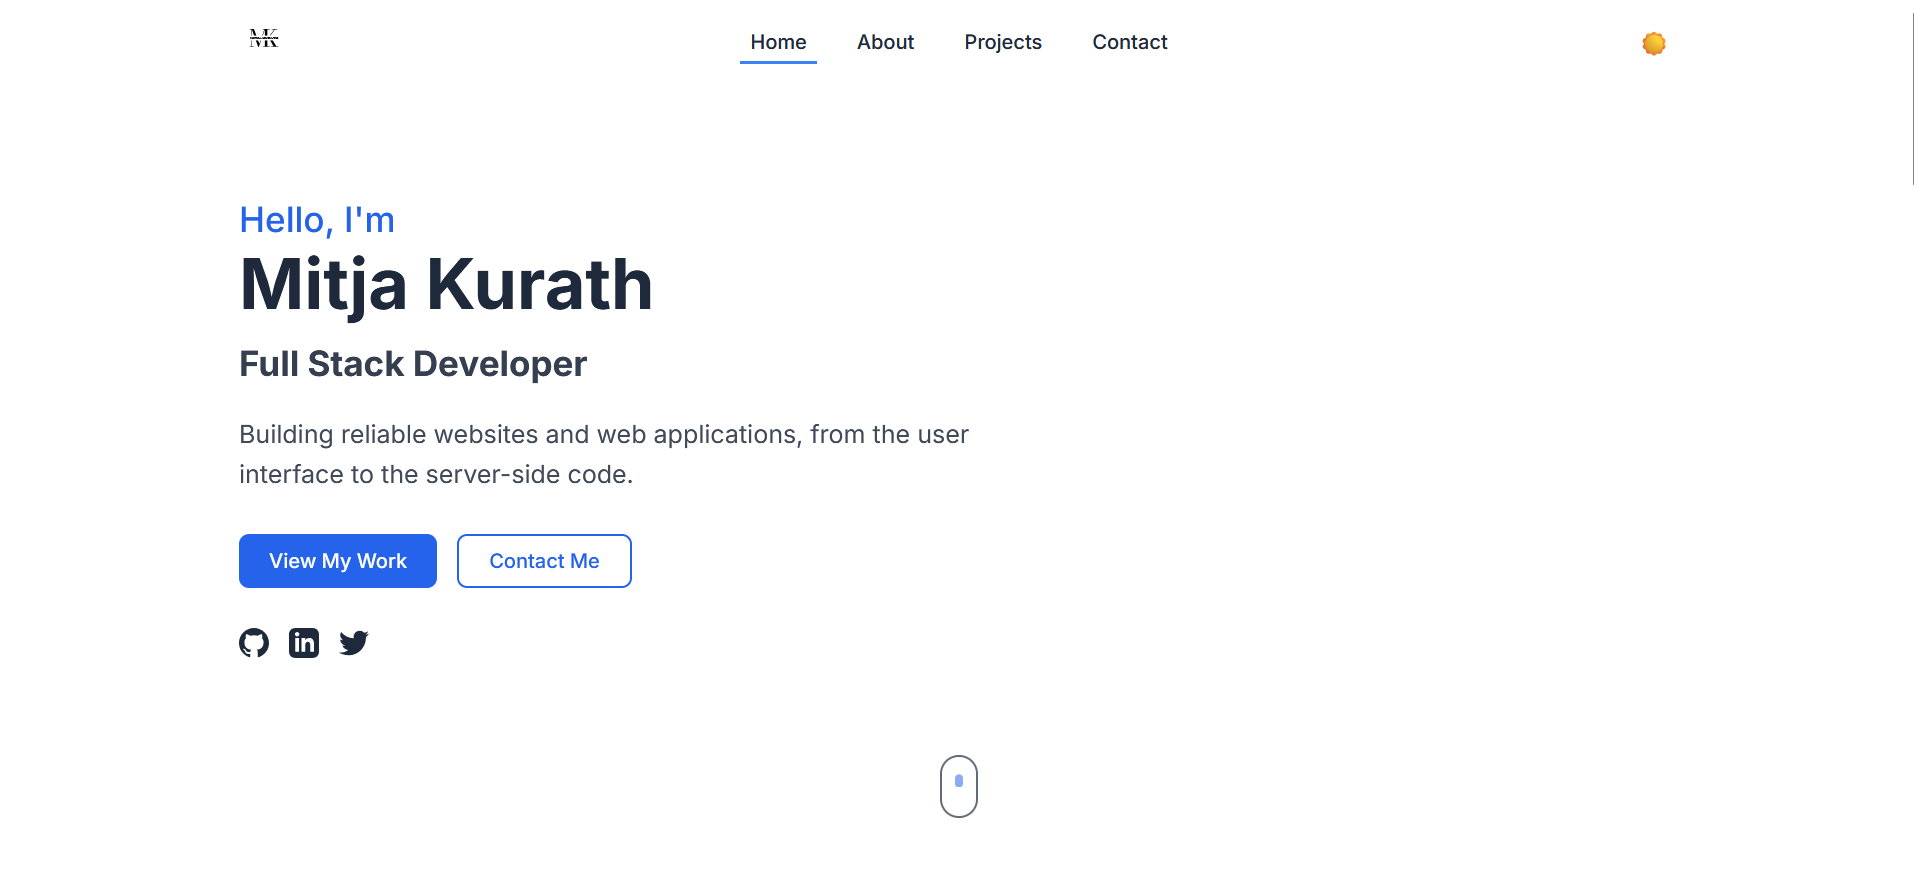 MK
Home
About
Projects
Contact
Hello, I'm
Mitja Kurath
Full Stack Developer
Building reliable websites and web applications, from the user
interface to the server-side code.
View My Work
Contact Me
in